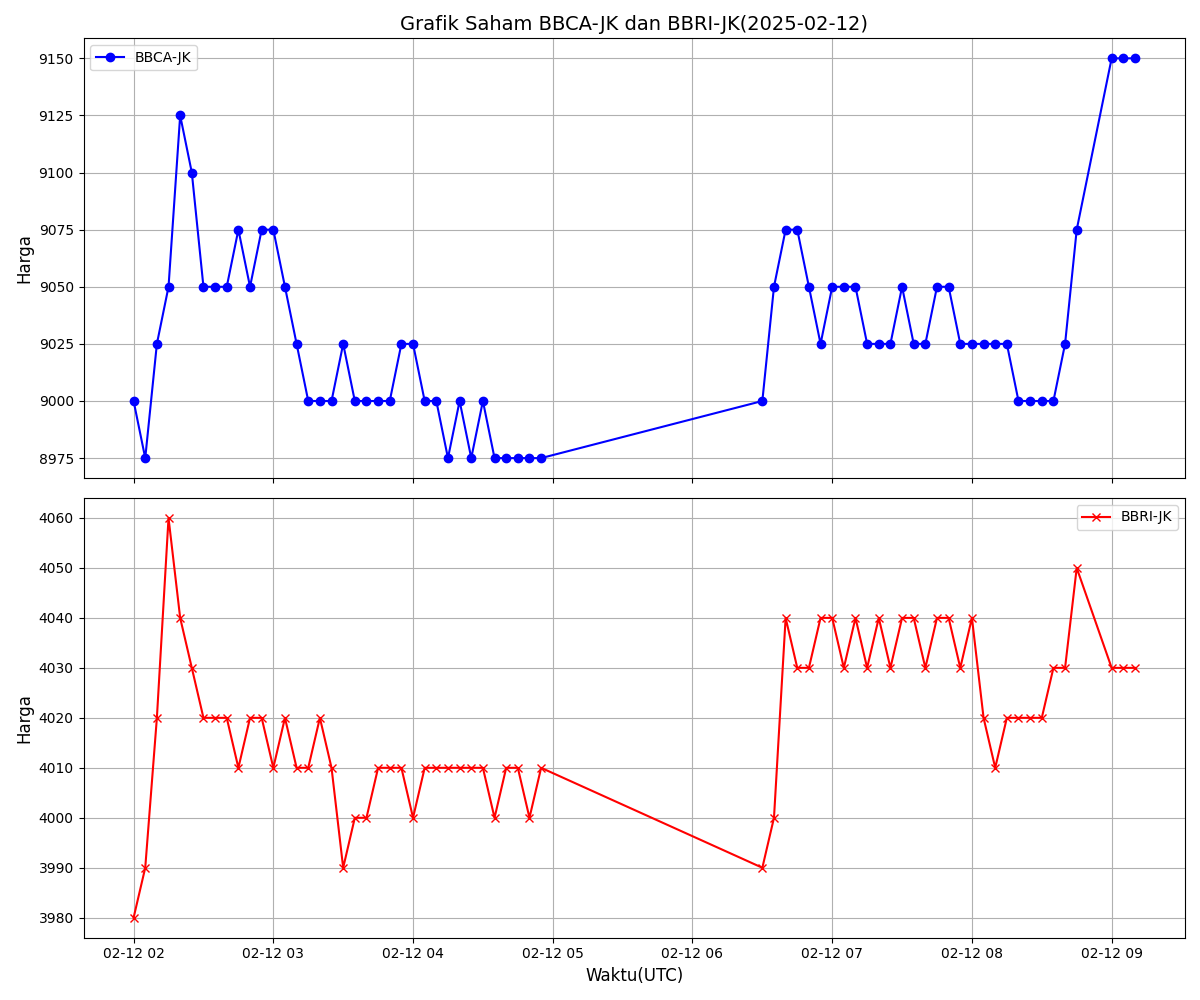 Grafik Saham BBCA-JK dan BBRI-JK(2025-02-12)
BBCA-JK
9150
9125
9100
9075
9050
9025
9000
8975
Harga
BBRI-JK
4060
4050
4040
4030
4020
4010
4000
3990
3980
Harga
02-12 02 02-12 03 02-12 04 02-12 05 02-12 06 02-12 07 02-12 08 02-12 09
Waktu(UTC)